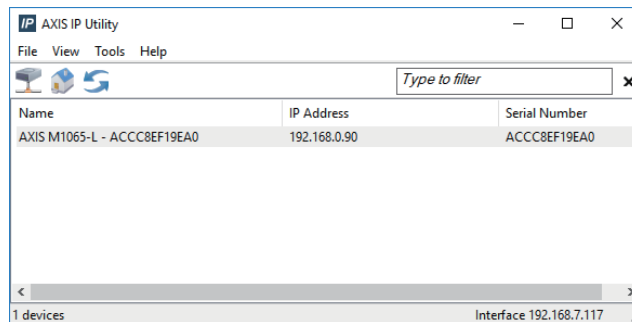 IP AXIS IP Utility
File View Tools Help
Type to filter
Name IP Address Serial Number
AXIS M1065-L - ACCC8EF19EA0 192.168.0.90 ACCC8EF19EA0
1 devices Interface 192.168.7.117